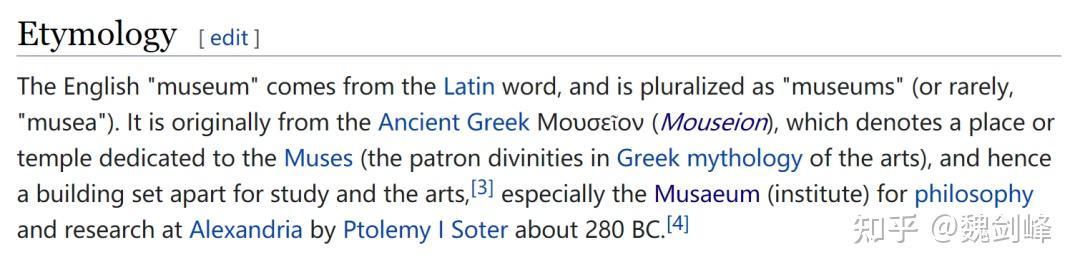 Etymology [ edit ]
The English "museum" comes from the Latin word, and is pluralized as "museums" (or rarely,
"musea"). It is originally from the Ancient Greek Μουσεῖον (Mouseion), which denotes a place or
temple dedicated to the Muses (the patron divinities in Greek mythology of the arts), and hence
a building set apart for study and the arts,[3] especially the Musaeum (institute) for philosophy
and research at Alexandria by Ptolemy I Soter about 280 BC.[4]
知乎 @魏剑峰